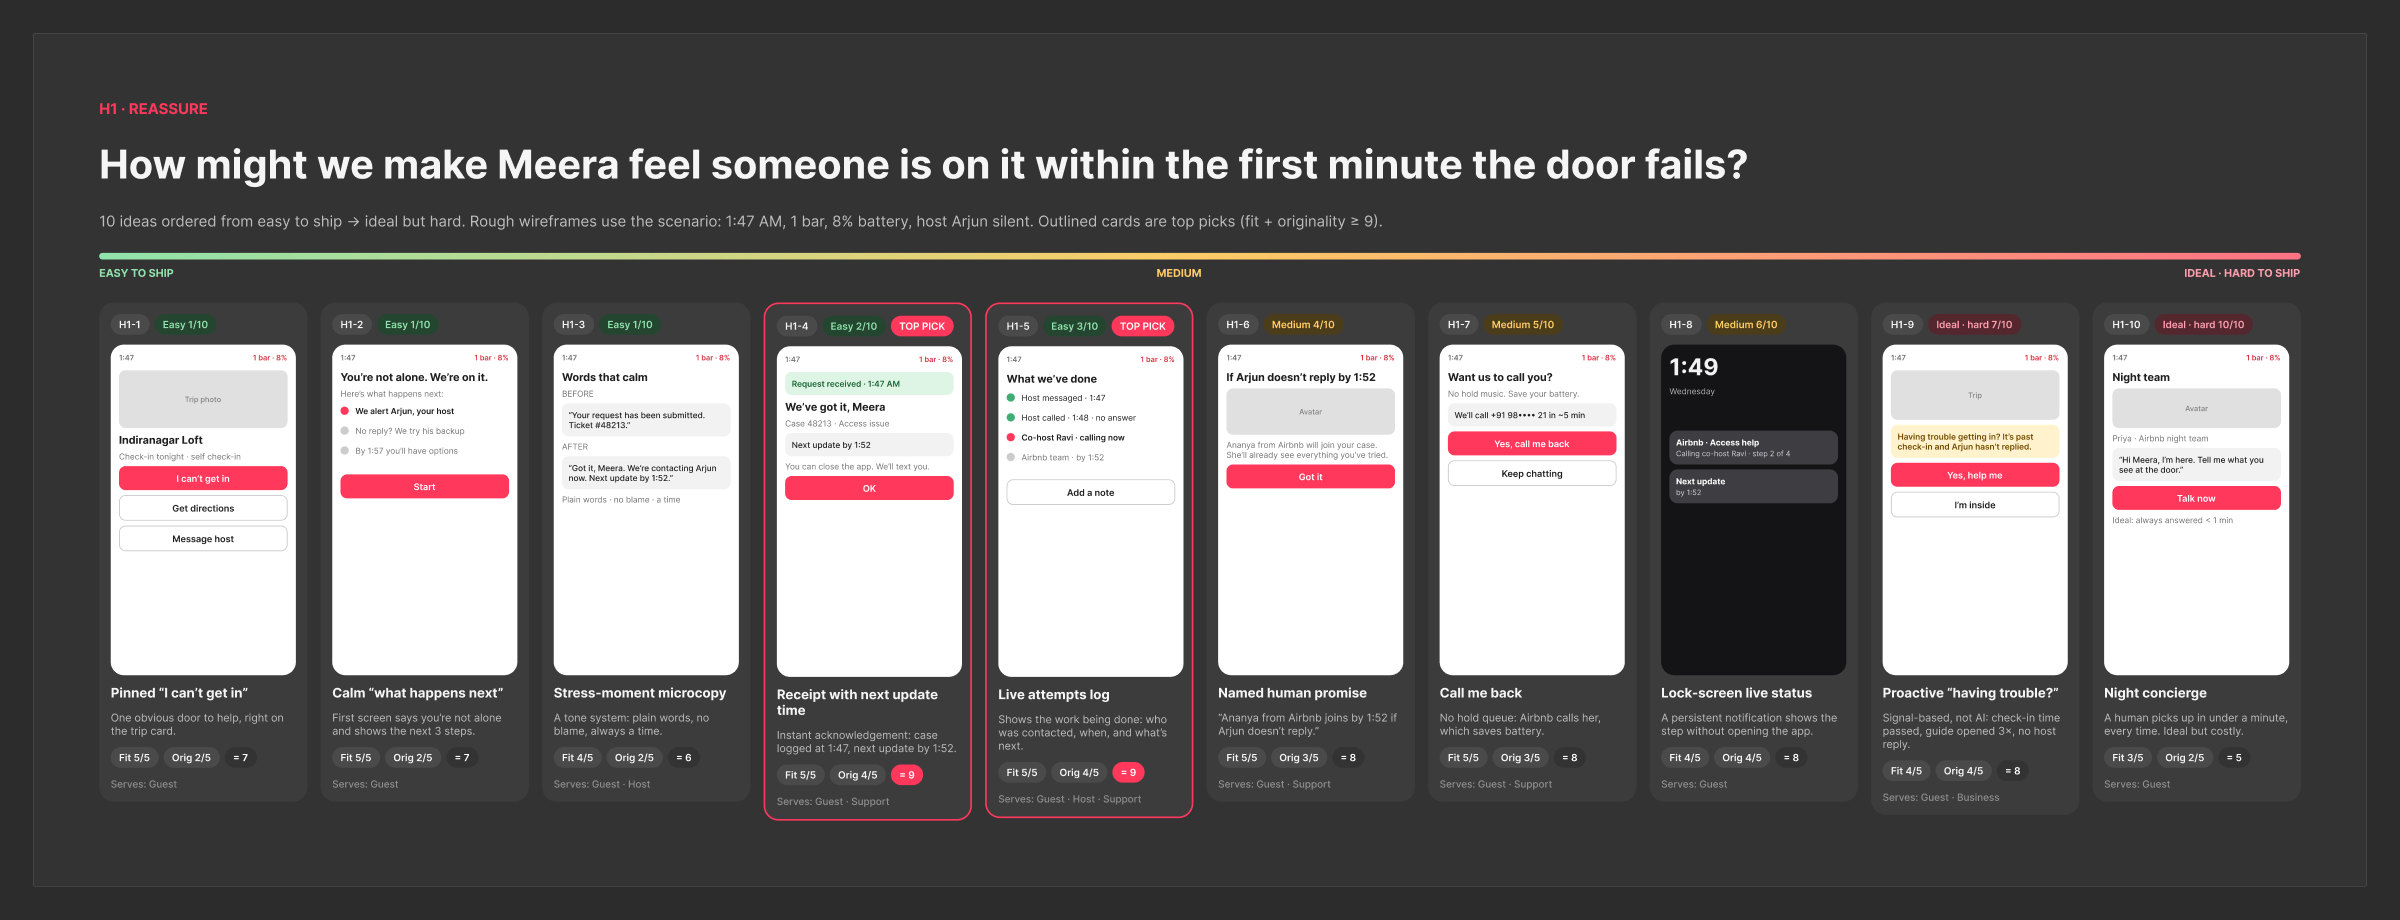 H1 · REASSURE
How might we make Meera feel someone is on it within the first minute the door fails?
10 ideas ordered from easy to ship → ideal but hard. Rough wireframes use the scenario: 1:47 AM, 1 bar, 8% battery, host Arjun silent. Outlined cards are top picks (fit + originality ≥ 9).
EASY TO SHIP
MEDIUM
IDEAL · HARD TO SHIP
H1-1
Easy 1/10
1:47
1 bar · 8%
Trip photo
Indiranagar Loft
Check-in tonight · self check-in
I can't get in
Get directions
Message host
Pinned “I can’t get in”
One obvious door to help, right on
the trip card.
Fit 5/5
Orig 2/5
= 7
Serves: Guest
H1-2
Easy 1/10
1:47
1 bar · 8%
You’re not alone. We’re on it.
Here’s what happens next:
We alert Arjun, your host
No reply? We try his backup
By 1:57 you’ll have options
Start
Calm “what happens next”
First screen says you’re not alone
and shows the next 3 steps.
Fit 5/5
Orig 2/5
= 7
Serves: Guest
H1-3
Easy 1/10
1:47
1 bar · 8%
Words that calm
BEFORE
“Your request has been submitted.
Ticket #48213.”
AFTER
“Got it, Meera. We’re contacting Arjun
now. Next update by 1:52.”
Plain words · no blame · a time
Stress-moment microcopy
A tone system: plain words, no
blame, always a time.
Fit 4/5
Orig 2/5
= 6
Serves: Guest · Host
H1-4
Easy 2/10
TOP PICK
1:47
1 bar · 8%
Request received · 1:47 AM
We’ve got it, Meera
Case 48213 · Access issue
Next update by 1:52
You can close the app. We’ll text you.
OK
Receipt with next update
time
Instant acknowledgement: case
logged at 1:47, next update by 1:52.
Fit 5/5
Orig 4/5
= 9
Serves: Guest · Support
H1-5
Easy 3/10
TOP PICK
1:47
1 bar · 8%
What we’ve done
Host messaged · 1:47
Host called · 1:48 · no answer
Co-host Ravi · calling now
Airbnb team · by 1:52
Add a note
Live attempts log
Shows the work being done: who
was contacted, when, and what’s
next.
Fit 5/5
Orig 4/5
= 9
Serves: Guest · Host · Support
H1-6
Medium 4/10
1:47
1 bar · 8%
If Arjun doesn’t reply by 1:52
Avatar
Ananya from Airbnb will join your case.
She’ll already see everything you’ve tried.
Got it
Named human promise
“Ananya from Airbnb joins by 1:52 if
Arjun doesn’t reply.”
Fit 5/5
Orig 3/5
= 8
Serves: Guest · Support
H1-7
Medium 5/10
1:47
1 bar · 8%
Want us to call you?
No hold music. Save your battery.
We’ll call +91 98•••• 21 in ~5 min
Yes, call me back
Keep chatting
Call me back
No hold queue: Airbnb calls her,
which saves battery.
Fit 5/5
Orig 3/5
= 8
Serves: Guest · Support
H1-8
Medium 6/10
1:49
Wednesday
Airbnb · Access help
Calling co-host Ravi · step 2 of 4
Next update
by 1:52
Lock-screen live status
A persistent notification shows the
step without opening the app.
Fit 4/5
Orig 4/5
= 8
Serves: Guest
H1-9
Ideal · hard 7/10
1:47
1 bar · 8%
Trip
Having trouble getting in? It’s past
check-in and Arjun hasn’t replied.
Yes, help me
I’m inside
Proactive “having trouble?”
Signal-based, not AI: check-in time
passed, guide opened 3×, no host
reply.
Fit 4/5
Orig 4/5
= 8
Serves: Guest · Business
H1-10
Ideal · hard 10/10
1:47
1 bar · 8%
Night team
Avatar
Priya · Airbnb night team
“Hi Meera, I’m here. Tell me what you
see at the door.”
Talk now
Ideal: always answered < 1 min
Night concierge
A human picks up in under a minute,
every time. Ideal but costly.
Fit 3/5
Orig 2/5
= 5
Serves: Guest